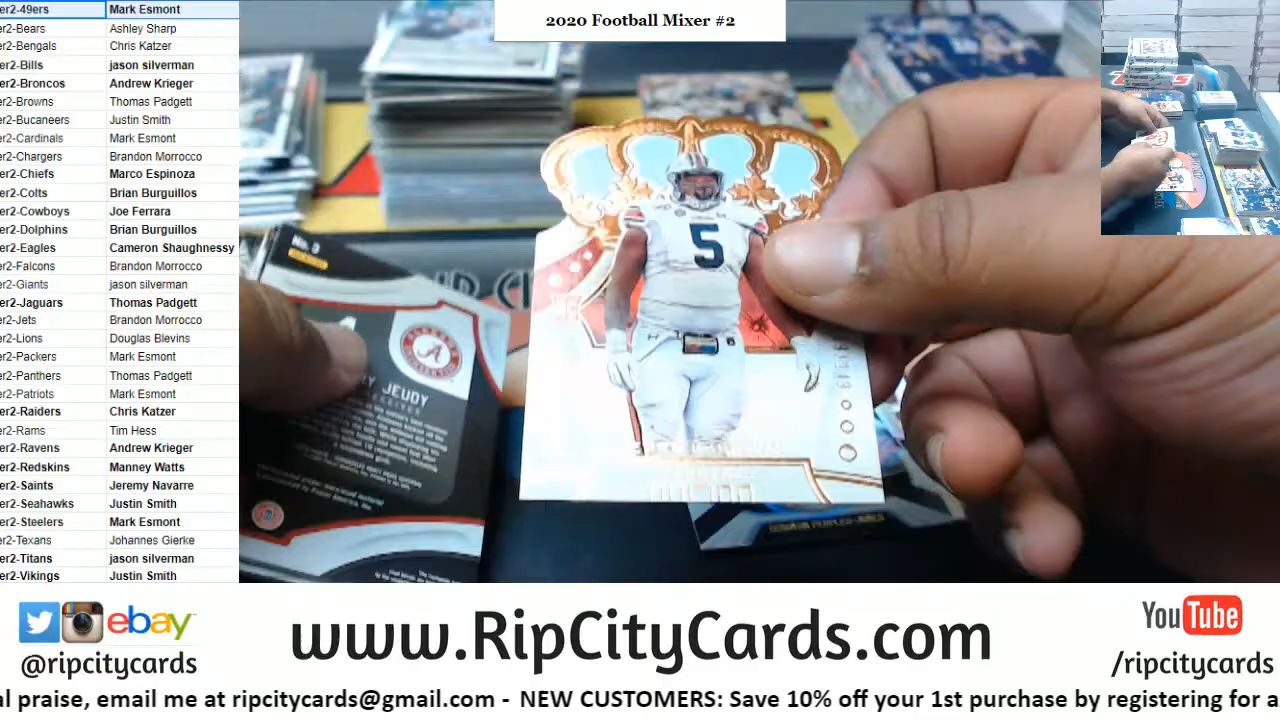 2020 Football Mixer #2
er2-49ers Mark Esmont
er2-Bears Ashley Sharp
er2-Bengals Chris Katzer
er2-Bills jason silverman
er2-Broncos Andrew Krieger
er2-Browns Thomas Padgett
er2-Bucaneers Justin Smith
er2-Cardinals Mark Esmont
er2-Chargers Brandon Morrocco
er2-Chiefs Marco Espinoza
er2-Colts Brian Burguillos
er2-Cowboys Joe Ferrara
er2-Dolphins Brian Burguillos
er2-Eagles Cameron Shaughnessy
er2-Falcons Brandon Morrocco
er2-Giants jason silverman
er2-Jaguars Thomas Padgett
er2-Jets Brandon Morrocco
er2-Lions Douglas Blevins
er2-Packers Mark Esmont
er2-Panthers Thomas Padgett
er2-Patriots Mark Esmont
er2-Raiders Chris Katzer
er2-Rams Tim Hess
er2-Ravens Andrew Krieger
er2-Redskins Manney Watts
er2-Saints Jeremy Navarre
er2-Seahawks Justin Smith
er2-Steelers Mark Esmont
er2-Texans Johannes Gierke
er2-Titans jason silverman
er2-Vikings Justin Smith
No. 3
A
JEUDY
5
ebay
@ripcitycards
www.RipCityCards.com
YouTube
/ripcitycards
al praise, email me at ripcitycards@gmail.com - NEW CUSTOMERS: Save 10% off your 1st purchase by registering for a